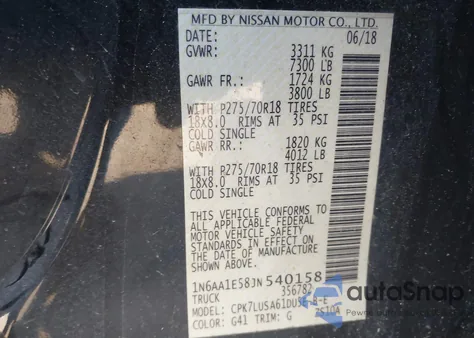 MFD BY NISSAN MOTOR CO., LTD.
DATE: 06/18
GVWR: 3311 KG
7300 LB
GAWR FR.: 1724 KG
3800 LB
WITH P275/70R18 TIRES
18X8.0 RIMS AT 35 PSI
COLD SINGLE
GAWR RR.: 1820 KG
4012 LB
WITH P275/70R18 TIRES
18X8.0 RIMS AT 35 PSI
COLD SINGLE
THIS VEHICLE CONFORMS TO
ALL APPLICABLE FEDERAL
MOTOR VEHICLE SAFETY
STANDARDS IN EFFECT ON
THE DATE OF MANUFACTURE
SHOWN ABOVE.
1N6AA1E58JN540158
TRUCK 356782
MODEL:
COLOR: G41 TRIM: G
autoSnap